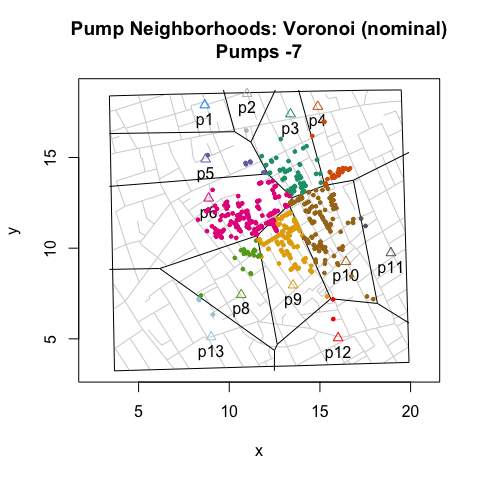 Pump Neighborhoods: Voronoi (nominal)
Pumps -7
p1
p2
p3
p4
p5
p6
p10
p11
p8
p9
p13
p12
15
10
5
y
5
10
15
20
x